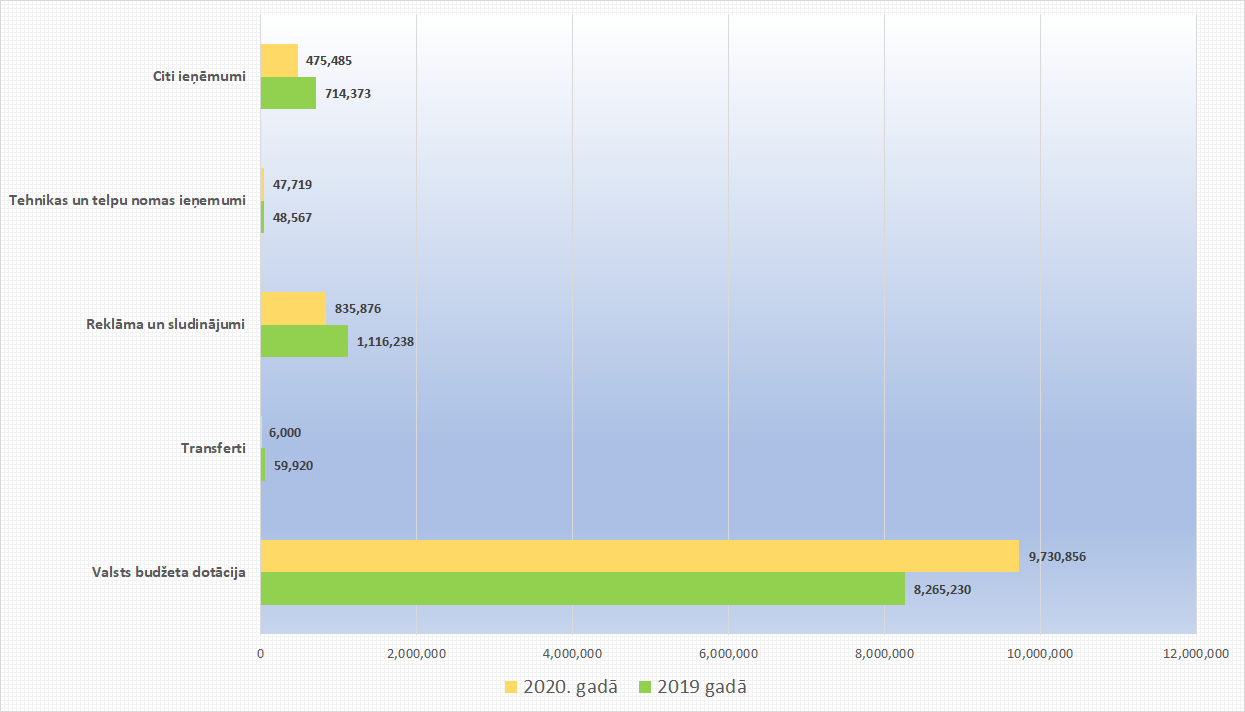 Citi ieņēmumi
475,485
714,373
Tehnikas un telpu nomas ieņemumi
47,719
48,567
Reklāma un sludinājumi
835,876
1,116,238
Transferti
6,000
59,920
Valsts budžeta dotācija
9,730,856
8,265,230
0 2,000,000 4,000,000 6,000,000 8,000,000 10,000,000 12,000,000
2020. gadā 2019 gadā